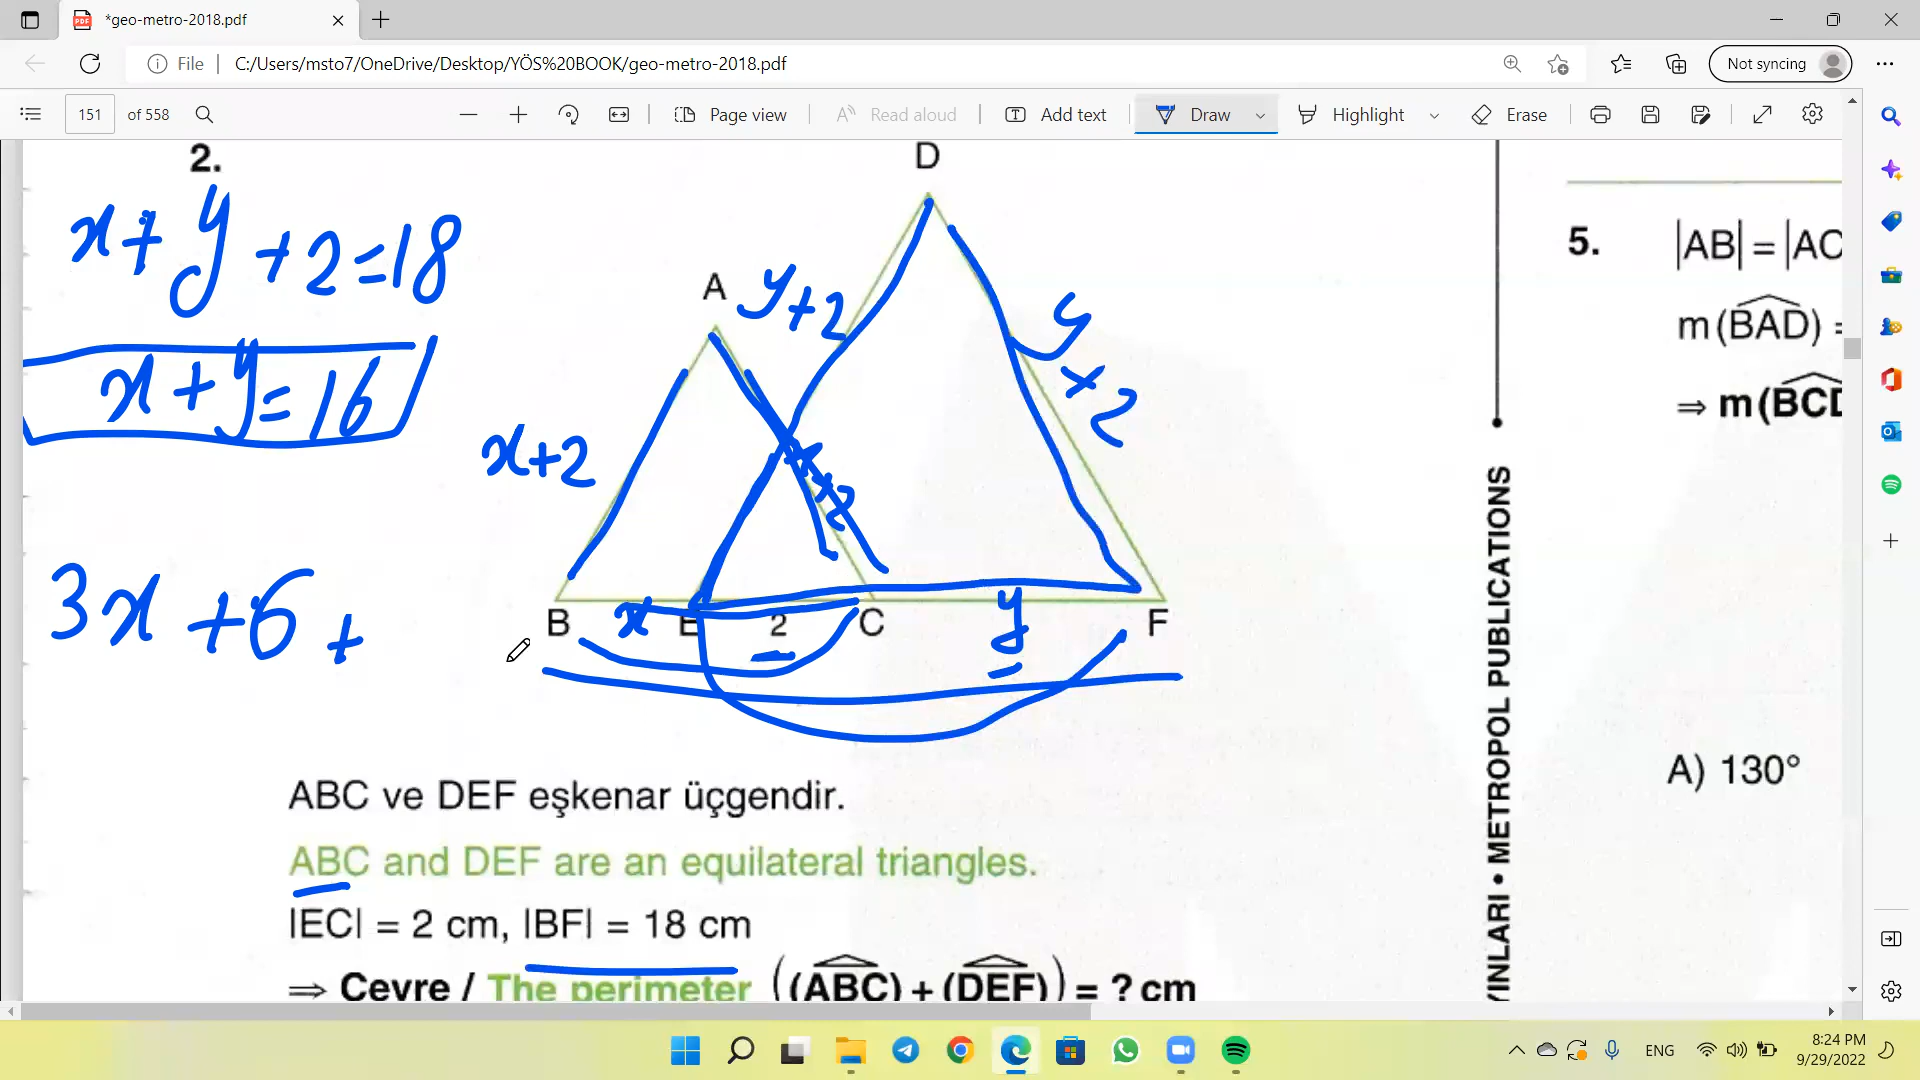 *geo-metro-2018.pdf
File
C:/Users/msto7/OneDrive/Desktop/YÖS%20BOOK/geo-metro-2018.pdf
Not syncing
151 of 558
Page view
Read aloud
Add text
Draw
Highlight
Erase
2.
D
A
x+y+2=18
x+y=16
3x+6+
y+2
y+2
x+2
x+2
B
x
E
2
C
y
F
ABC ve DEF eşkenar üçgendir.
ABC and DEF are an equilateral triangles.
|EC| = 2 cm, |BF| = 18 cm
⇒ Çevre / The perimeter ((ABC) + (DEF)) = ? cm
5.
|AB| = |AC
m(BAD) =
⇒ m(BCD
A) 130°
YINLARI • METROPOL PUBLICATIONS
ENG
8:24 PM
9/29/2022